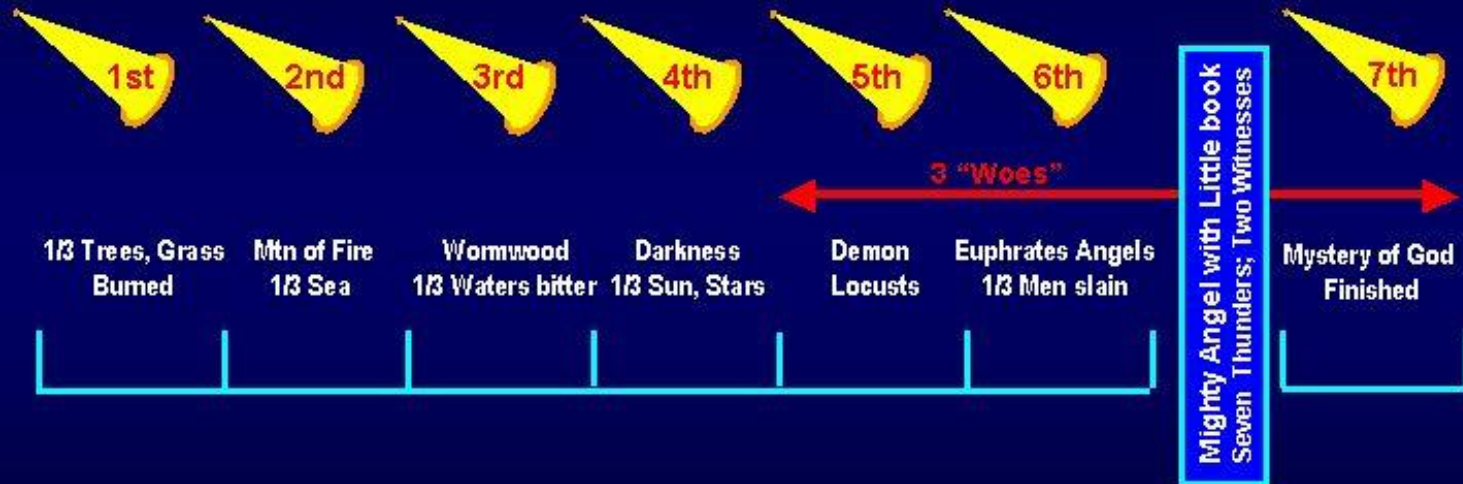 1st
2nd
3rd
4th
5th
6th
7th
3 “Woes”
1/3 Trees, Grass
Burned
Mtn of Fire
1/3 Sea
Wormwood
1/3 Waters bitter
Darkness
1/3 Sun, Stars
Demon
Locusts
Euphrates Angels
1/3 Men slain
Mighty Angel with Little book
Seven Thunders; Two Witnesses
Mystery of God
Finished